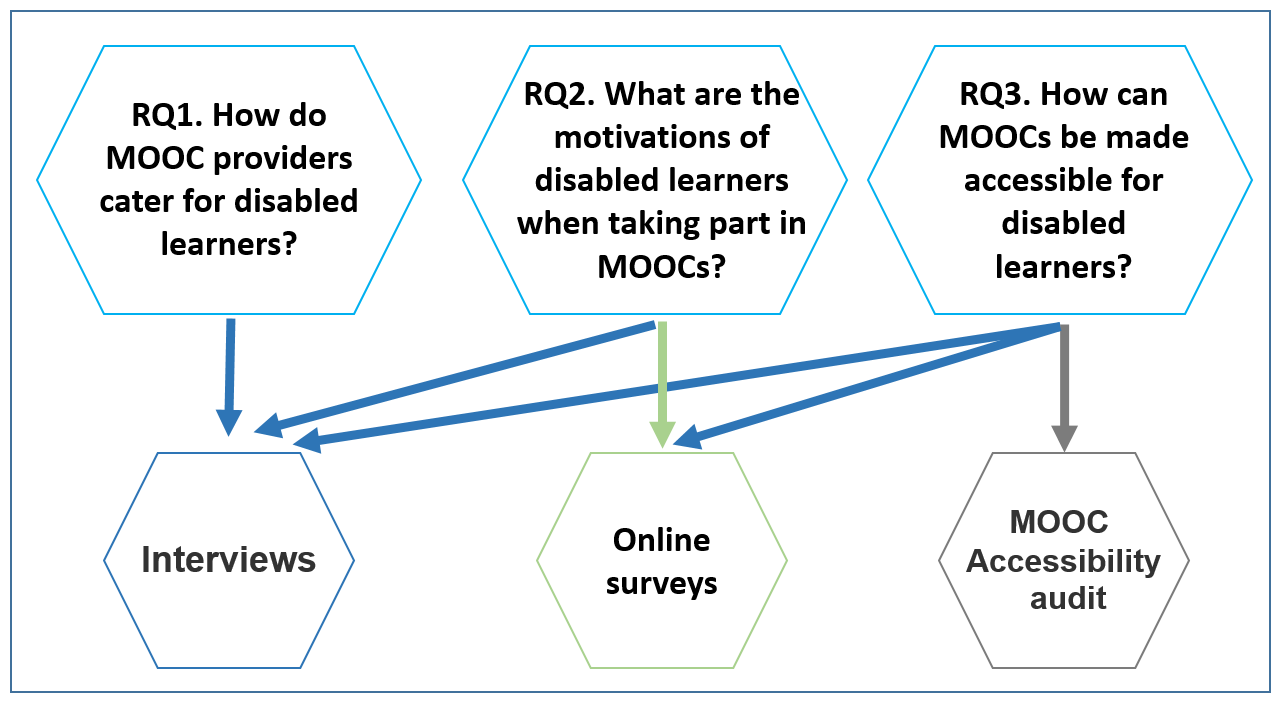 RQ1. How do
MOOC providers
cater for disabled
learners?
RQ2. What are the
motivations of
disabled learners
when taking part in
MOOCs?
RQ3. How can
MOOCs be made
accessible for
disabled
learners?
Interviews
Online
surveys
MOOC
Accessibility
audit